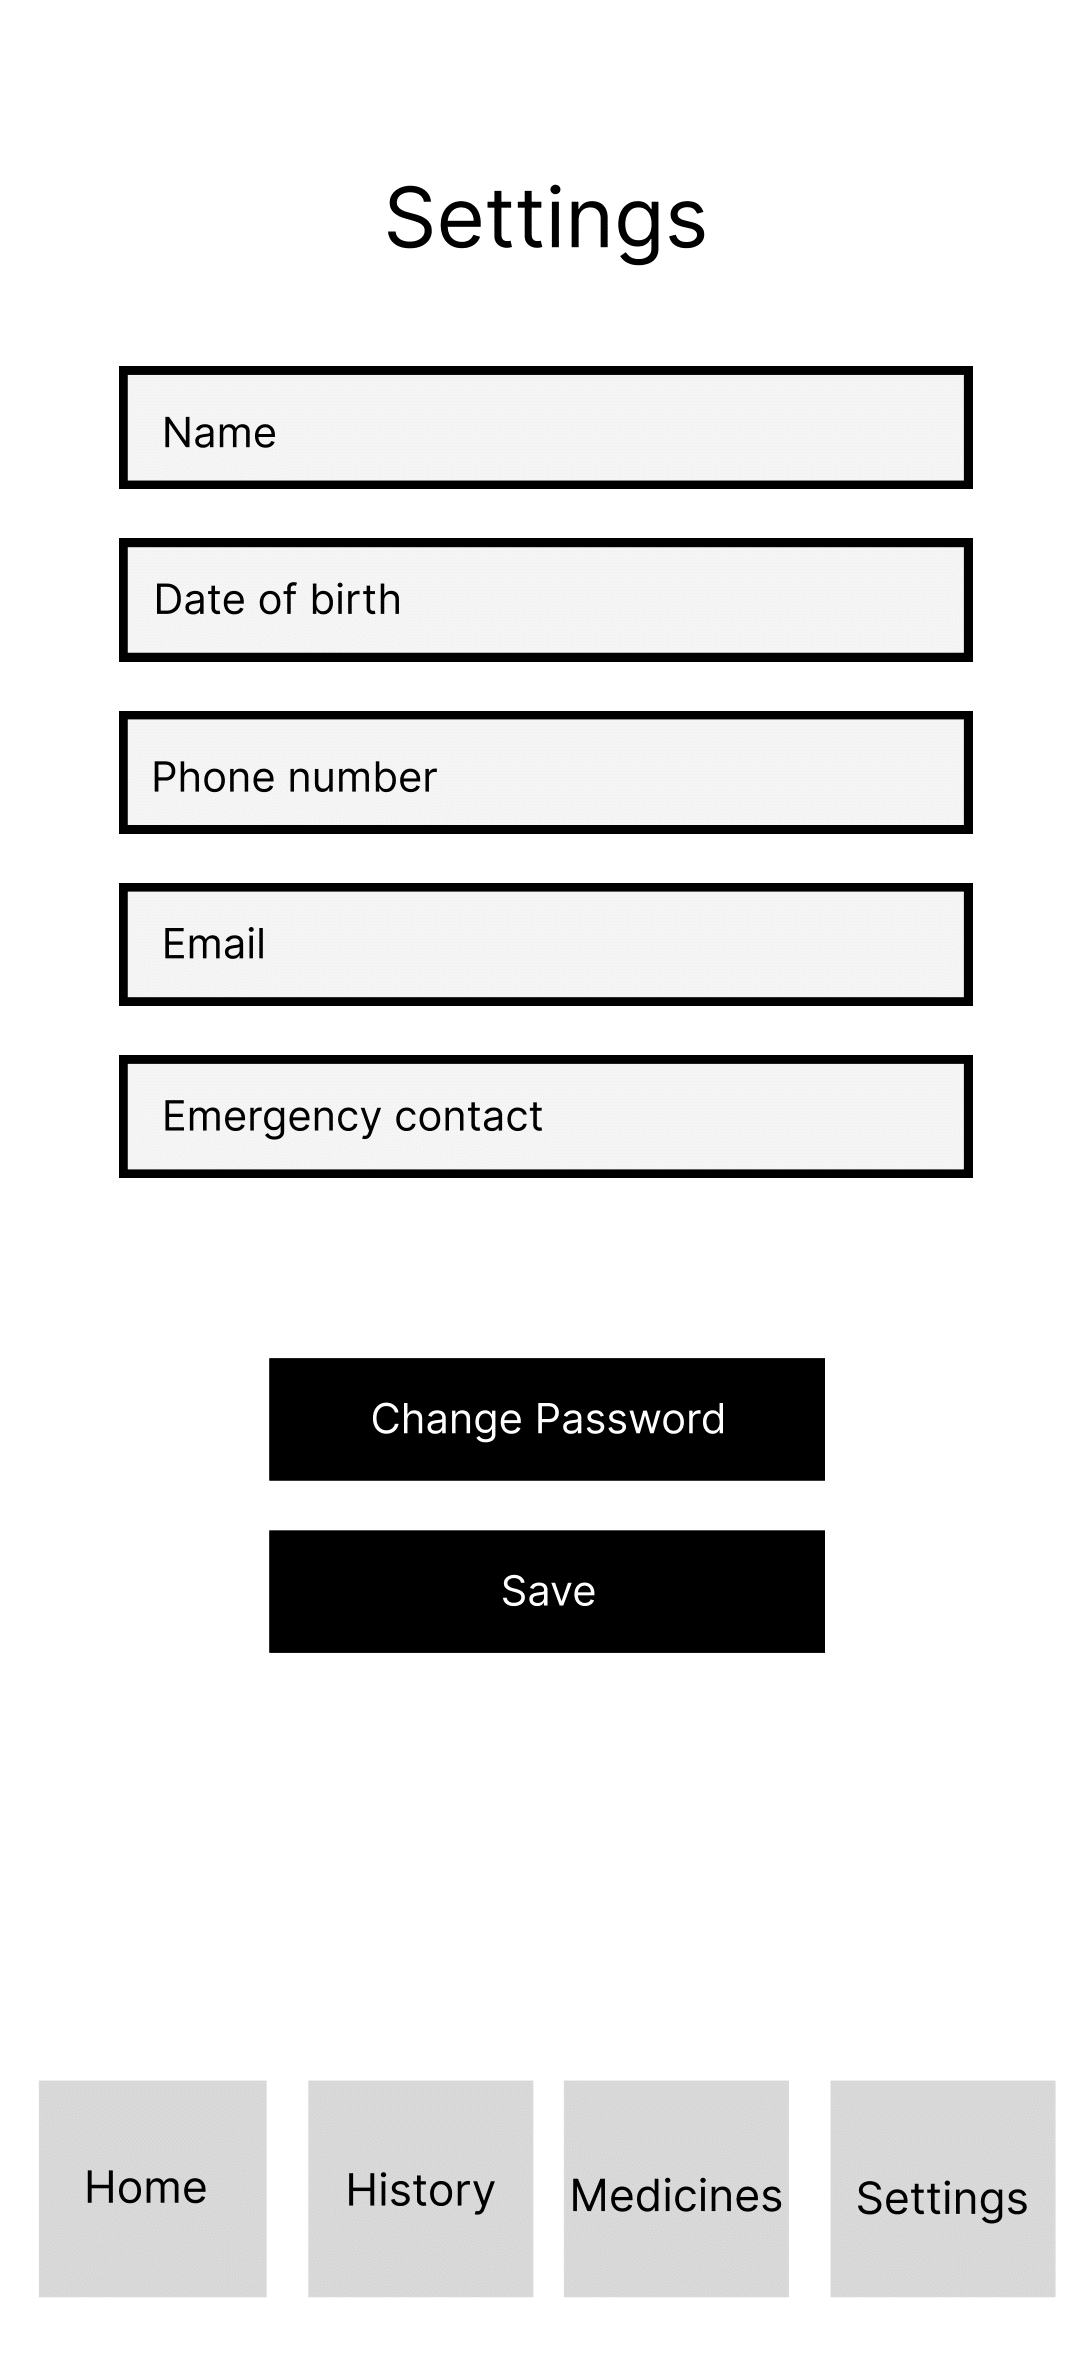 Settings
Name
Date of birth
Phone number
Email
Emergency contact
Change Password
Save
Home
History
Medicines
Settings